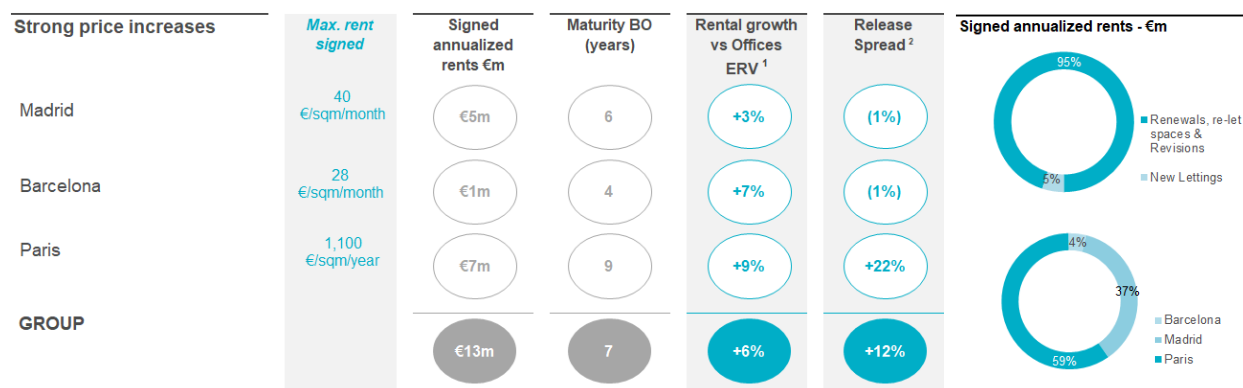 Strong price increases
Max. rent
signed
Signed
annualized
rents €m
Maturity BO
(years)
Rental growth
vs Offices
ERV 1
Release
Spread 2
Signed annualized rents - €m
Madrid
40
€/sqm/month
€5m
6
+3%
(1%)
Barcelona
28
€/sqm/month
€1m
4
+7%
(1%)
Paris
1,100
€/sqm/year
€7m
9
+9%
+22%
GROUP
€13m
7
+6%
+12%
95%
5%
Renewals, re-let
spaces &
Revisions
New Lettings
4%
37%
59%
Barcelona
Madrid
Paris